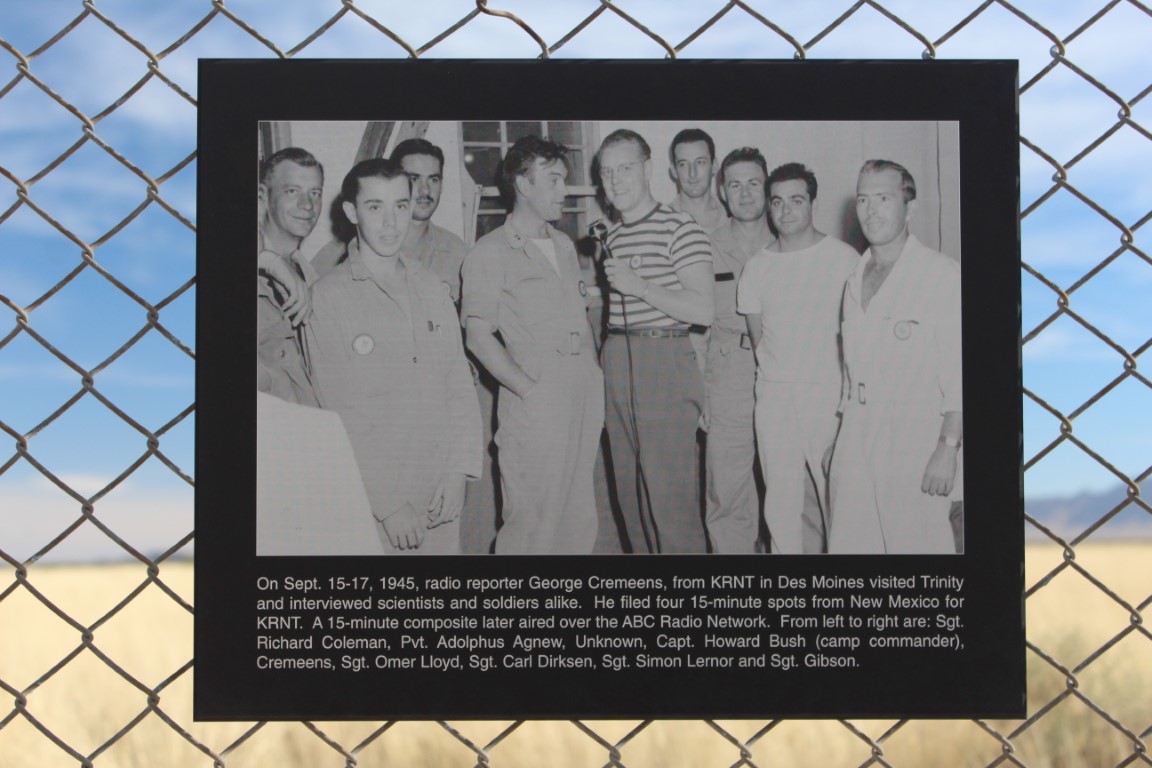 On Sept. 15-17, 1945, radio reporter George Cremeens, from KRNT in Des Moines visited Trinity
and interviewed scientists and soldiers alike. He filed four 15-minute spots from New Mexico for
KRNT. A 15-minute composite later aired over the ABC Radio Network. From left to right are: Sgt.
Richard Coleman, Pvt. Adolphus Agnew, Unknown, Capt. Howard Bush (camp commander),
Cremeens, Sgt. Omer Lloyd, Sgt. Carl Dirksen, Sgt. Simon Lernor and Sgt. Gibson.